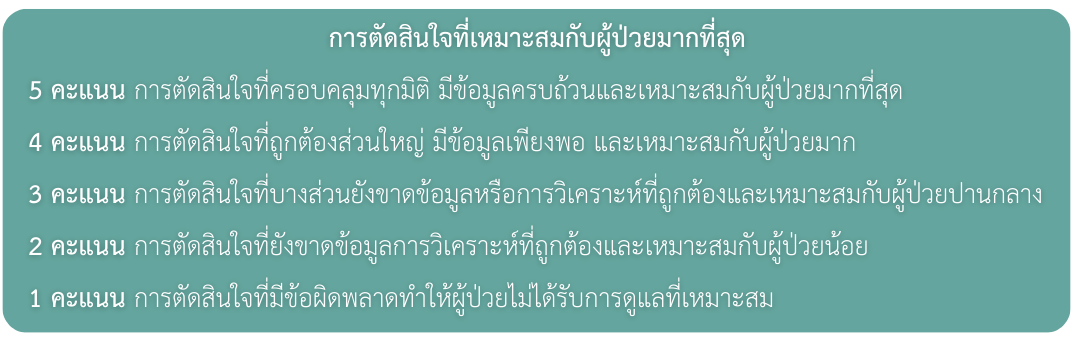 การตัดสินใจที่เหมาะสมกับผู้ป่วยมากที่สุด
5 คะแนน การตัดสินใจที่ครอบคลุมทุกมิติ มีข้อมูลครบถ้วนและเหมาะสมกับผู้ป่วยมากที่สุด
4 คะแนน การตัดสินใจที่ถูกต้องส่วนใหญ่ มีข้อมูลเพียงพอ และเหมาะสมกับผู้ป่วยมาก
3 คะแนน การตัดสินใจที่บางส่วนยังขาดข้อมูลหรือการวิเคราะห์ที่ถูกต้องและเหมาะสมกับผู้ป่วยปานกลาง
2 คะแนน การตัดสินใจที่ยังขาดข้อมูลการวิเคราะห์ที่ถูกต้องและเหมาะสมกับผู้ป่วยน้อย
1 คะแนน การตัดสินใจที่มีข้อผิดพลาดทำให้ผู้ป่วยไม่ได้รับการดูแลที่เหมาะสม